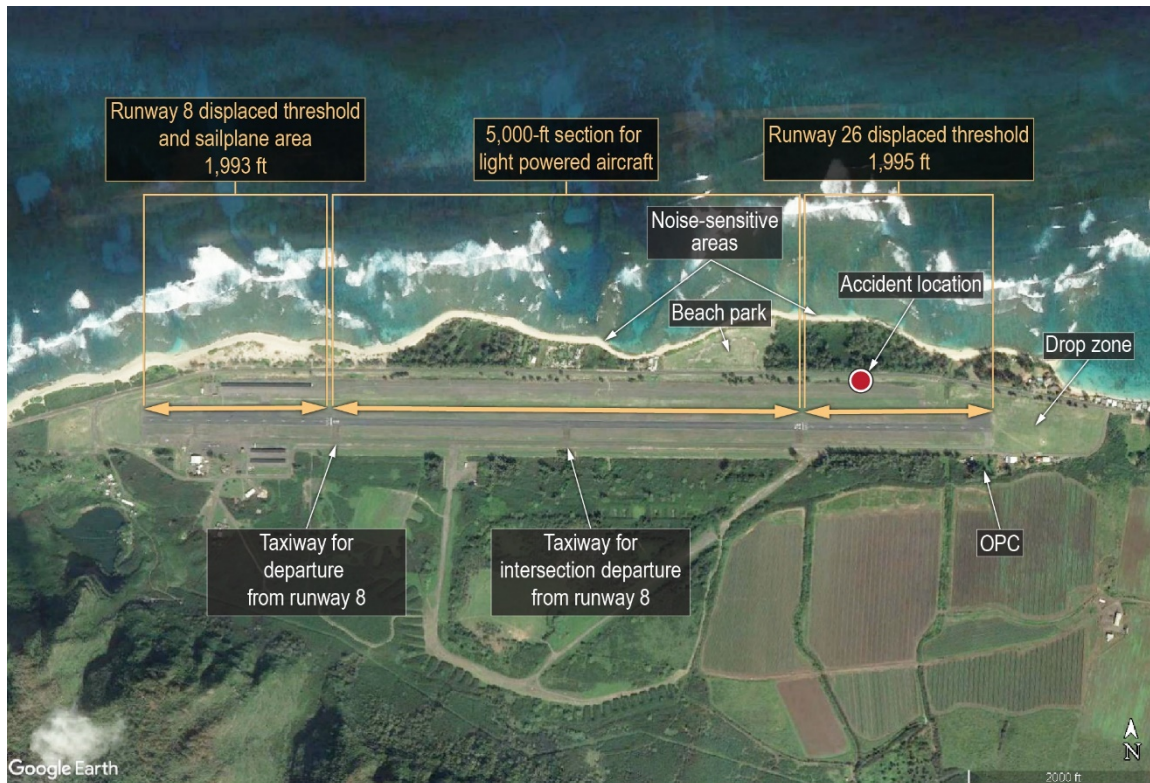 Runway 8 displaced threshold
and sailplane area
1,993 ft
5,000-ft section for
light powered aircraft
Runway 26 displaced threshold
1,995 ft
Noise-sensitive
areas
Accident location
Beach park
Drop zone
Taxiway for
departure
from runway 8
Taxiway for
intersection departure
from runway 8
OPC
N
Google Earth
2000 ft